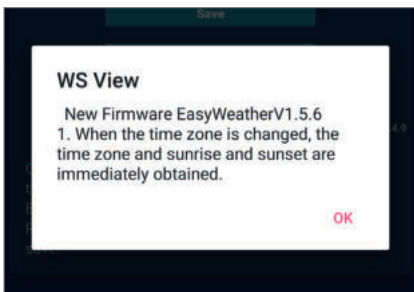 Save
WS View
New Firmware EasyWeatherV1.5.6
1. When the time zone is changed, the
time zone and sunrise and sunset are
immediately obtained.
OK